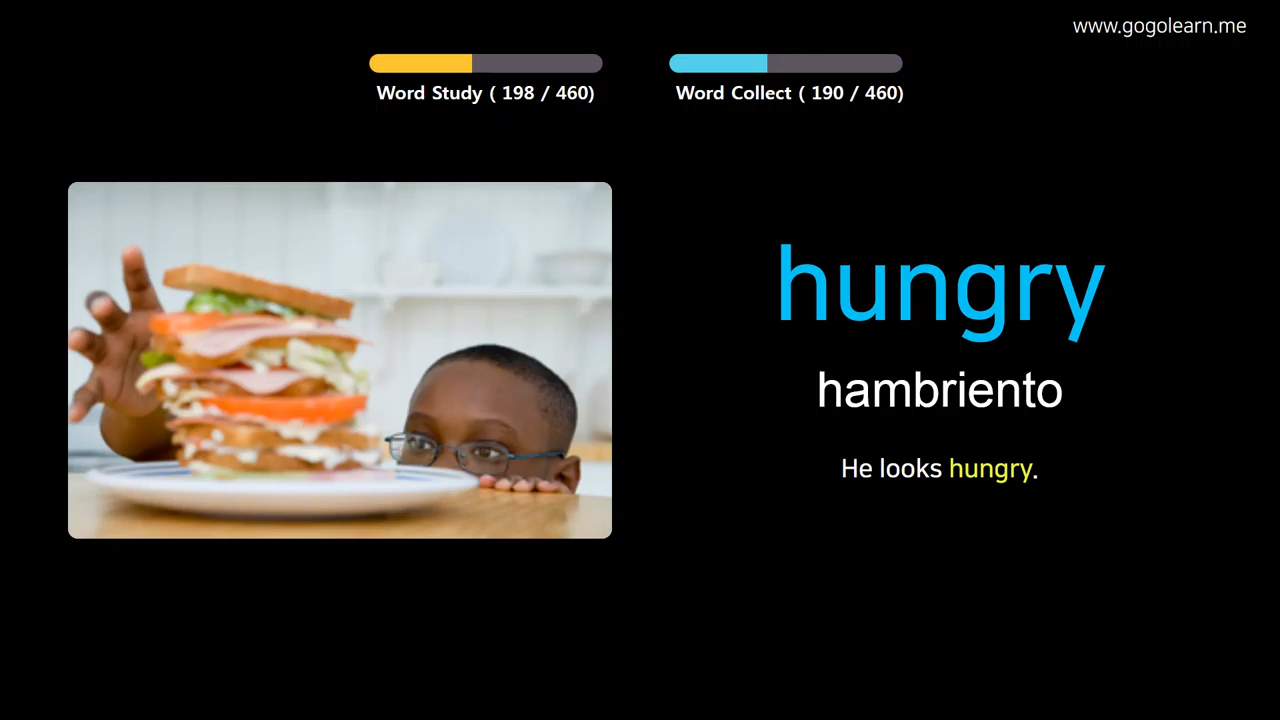 www.gogolearn.me
Word Study ( 198 / 460)
Word Collect ( 190 / 460)
hungry
hambriento
He looks hungry.